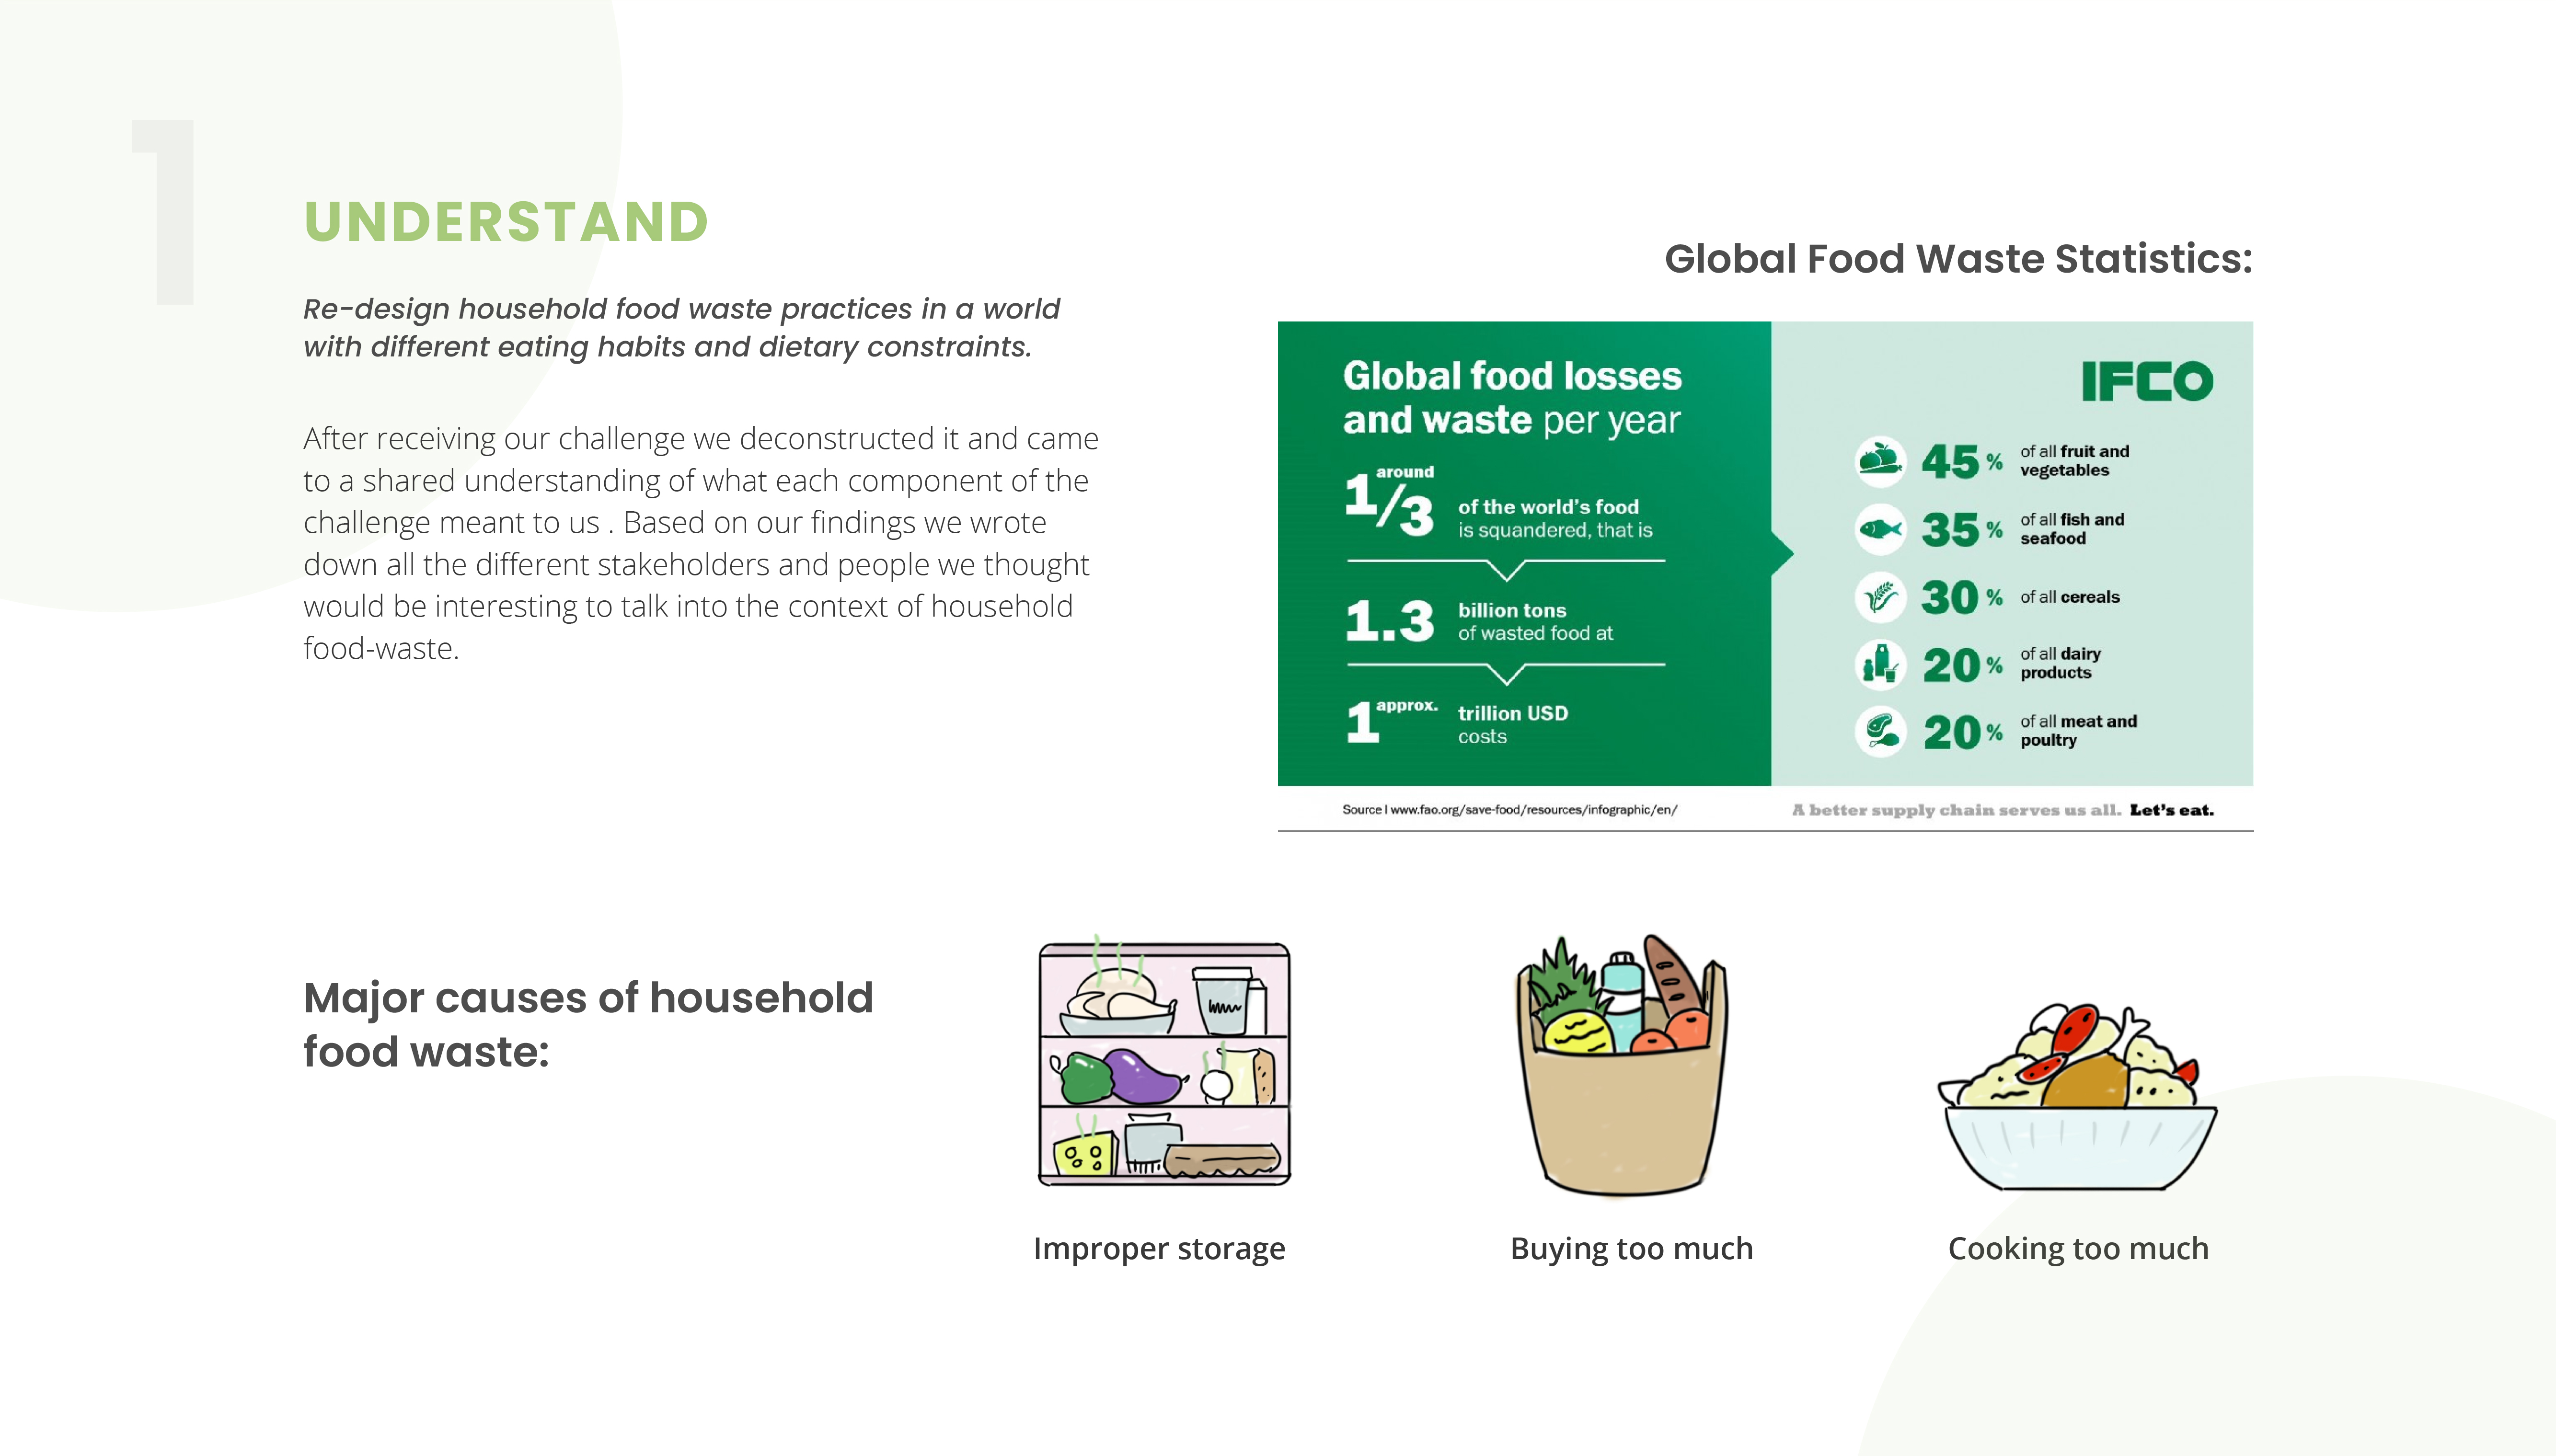 1
UNDERSTAND
Re-design household food waste practices in a world
with different eating habits and dietary constraints.
After receiving our challenge we deconstructed it and came
to a shared understanding of what each component of the
challenge meant to us . Based on our findings we wrote
down all the different stakeholders and people we thought
would be interesting to talk into the context of household
food-waste.
Global Food Waste Statistics:
Global food losses
and waste per year
around
1/3
of the world's food
is squandered, that is
1.3
billion tons
of wasted food at
1 approx.
trillion USD
costs
IFCO
45 %
of all fruit and
vegetables
35 %
of all fish and
seafood
30 %
of all cereals
20 %
of all dairy
products
20 %
of all meat and
poultry
Source I www.fao.org/save-food/resources/infographic/en/
A better supply chain serves us all. Let's eat.
Major causes of household
food waste:
Improper storage
Buying too much
Cooking too much